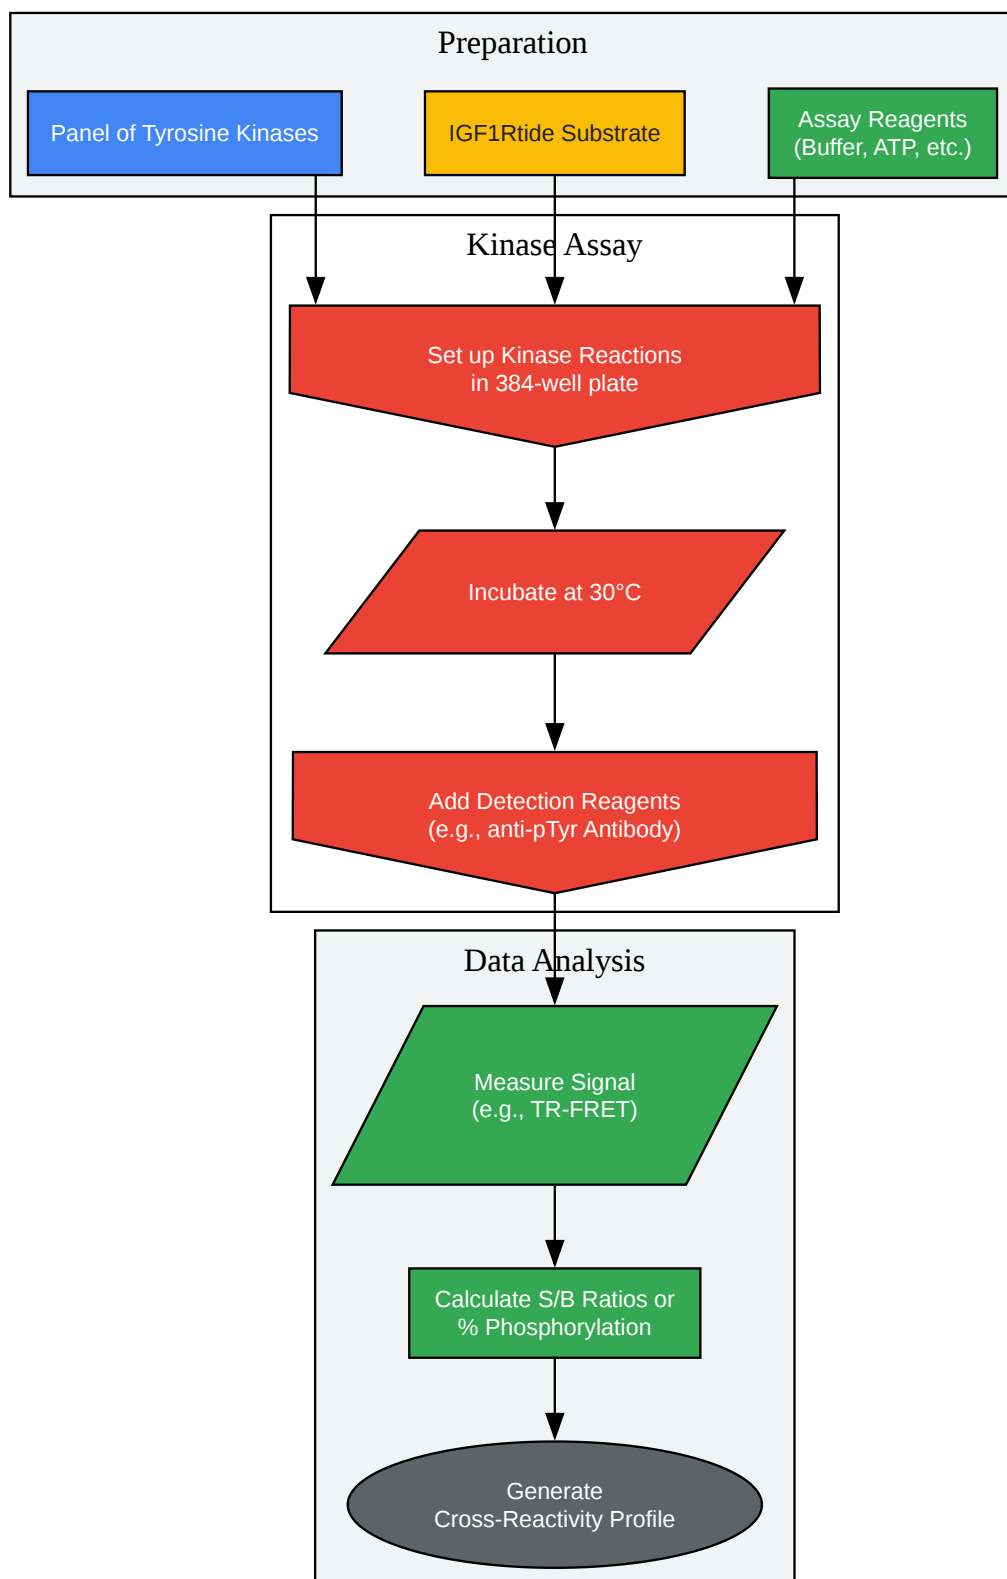 Preparation
Panel of Tyrosine Kinases
IGF1Rtide Substrate
Assay Reagents
(Buffer, ATP, etc.)
Kinase Assay
Set up Kinase Reactions
in 384-well plate
Incubate at 30°C
Add Detection Reagents
(e.g., anti-pTyr Antibody)
Data Analysis
Measure Signal
(e.g., TR-FRET)
Calculate S/B Ratios or
% Phosphorylation
Generate
Cross-Reactivity Profile